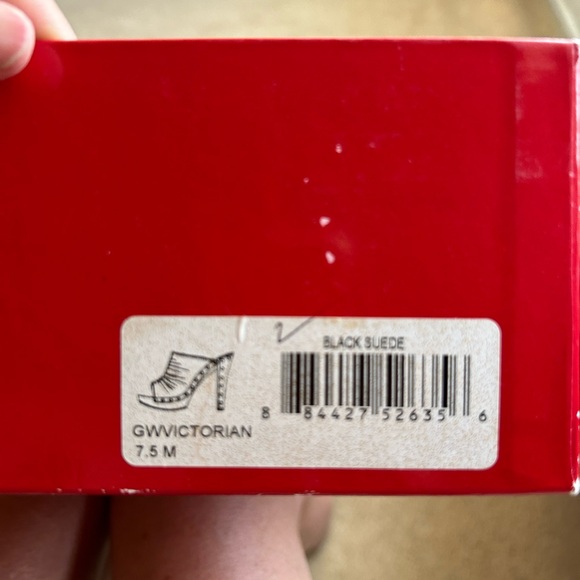 BLACK SUEDE
8 84427 52635 6
GWVICTORIAN
7.5 M